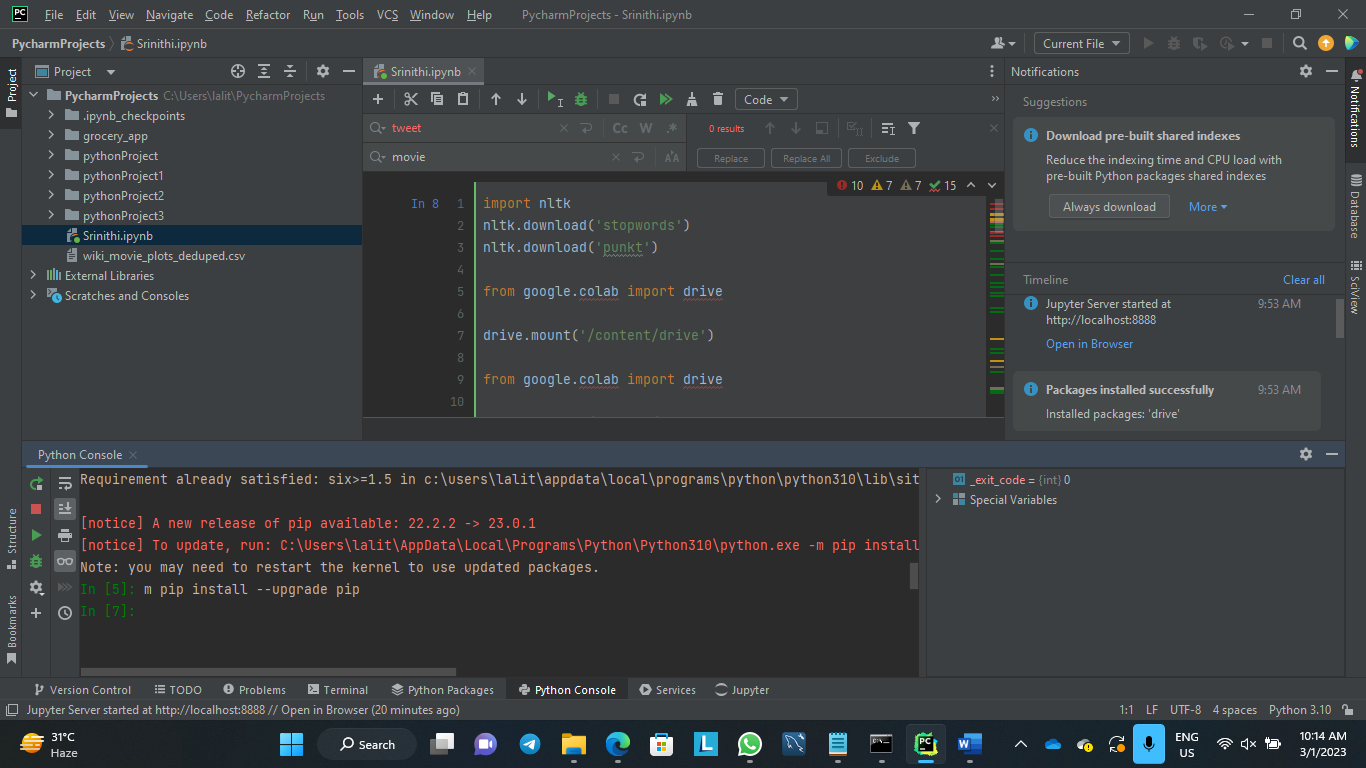 PC File Edit View Navigate Code Refactor Run Tools VCS Window Help PycharmProjects - Srinithi.ipynb
PycharmProjects Srinithi.ipynb Current File
Project
Project
PycharmProjects C:\Users\lalit\PycharmProjects
.ipynb_checkpoints
grocery_app
pythonProject
pythonProject1
pythonProject2
pythonProject3
Srinithi.ipynb
wiki_movie_plots_deduped.csv
External Libraries
Scratches and Consoles
Structure
Bookmarks
Srinithi.ipynb
Code
tweet Cc W .* 0 results
movie Replace Replace All Exclude
10 7 7 15
In 8 1 import nltk
2 nltk.download('stopwords')
3 nltk.download('punkt')
4
5 from google.colab import drive
6
7 drive.mount('/content/drive')
8
9 from google.colab import drive
10
Notifications
Suggestions
Download pre-built shared indexes
Reduce the indexing time and CPU load with
pre-built Python packages shared indexes
Always download More
Timeline Clear all
Jupyter Server started at 9:53 AM
http://localhost:8888
Open in Browser
Packages installed successfully 9:53 AM
Installed packages: 'drive'
Notifications
Database
SciView
Python Console
Requirement already satisfied: six>=1.5 in c:\users\lalit\appdata\local\programs\python\python310\lib\sit
[notice] A new release of pip available: 22.2.2 -> 23.0.1
[notice] To update, run: C:\Users\lalit\AppData\Local\Programs\Python\Python310\python.exe -m pip install
Note: you may need to restart the kernel to use updated packages.
In [5]: m pip install --upgrade pip
In [7]:
01 _exit_code = {int} 0
Special Variables
Version Control TODO Problems Terminal Python Packages Python Console Services Jupyter
Jupyter Server started at http://localhost:8888 // Open in Browser (20 minutes ago) 1:1 LF UTF-8 4 spaces Python 3.10
31°C
Haze
Search
L
PC
W
ENG
US
10:14 AM
3/1/2023